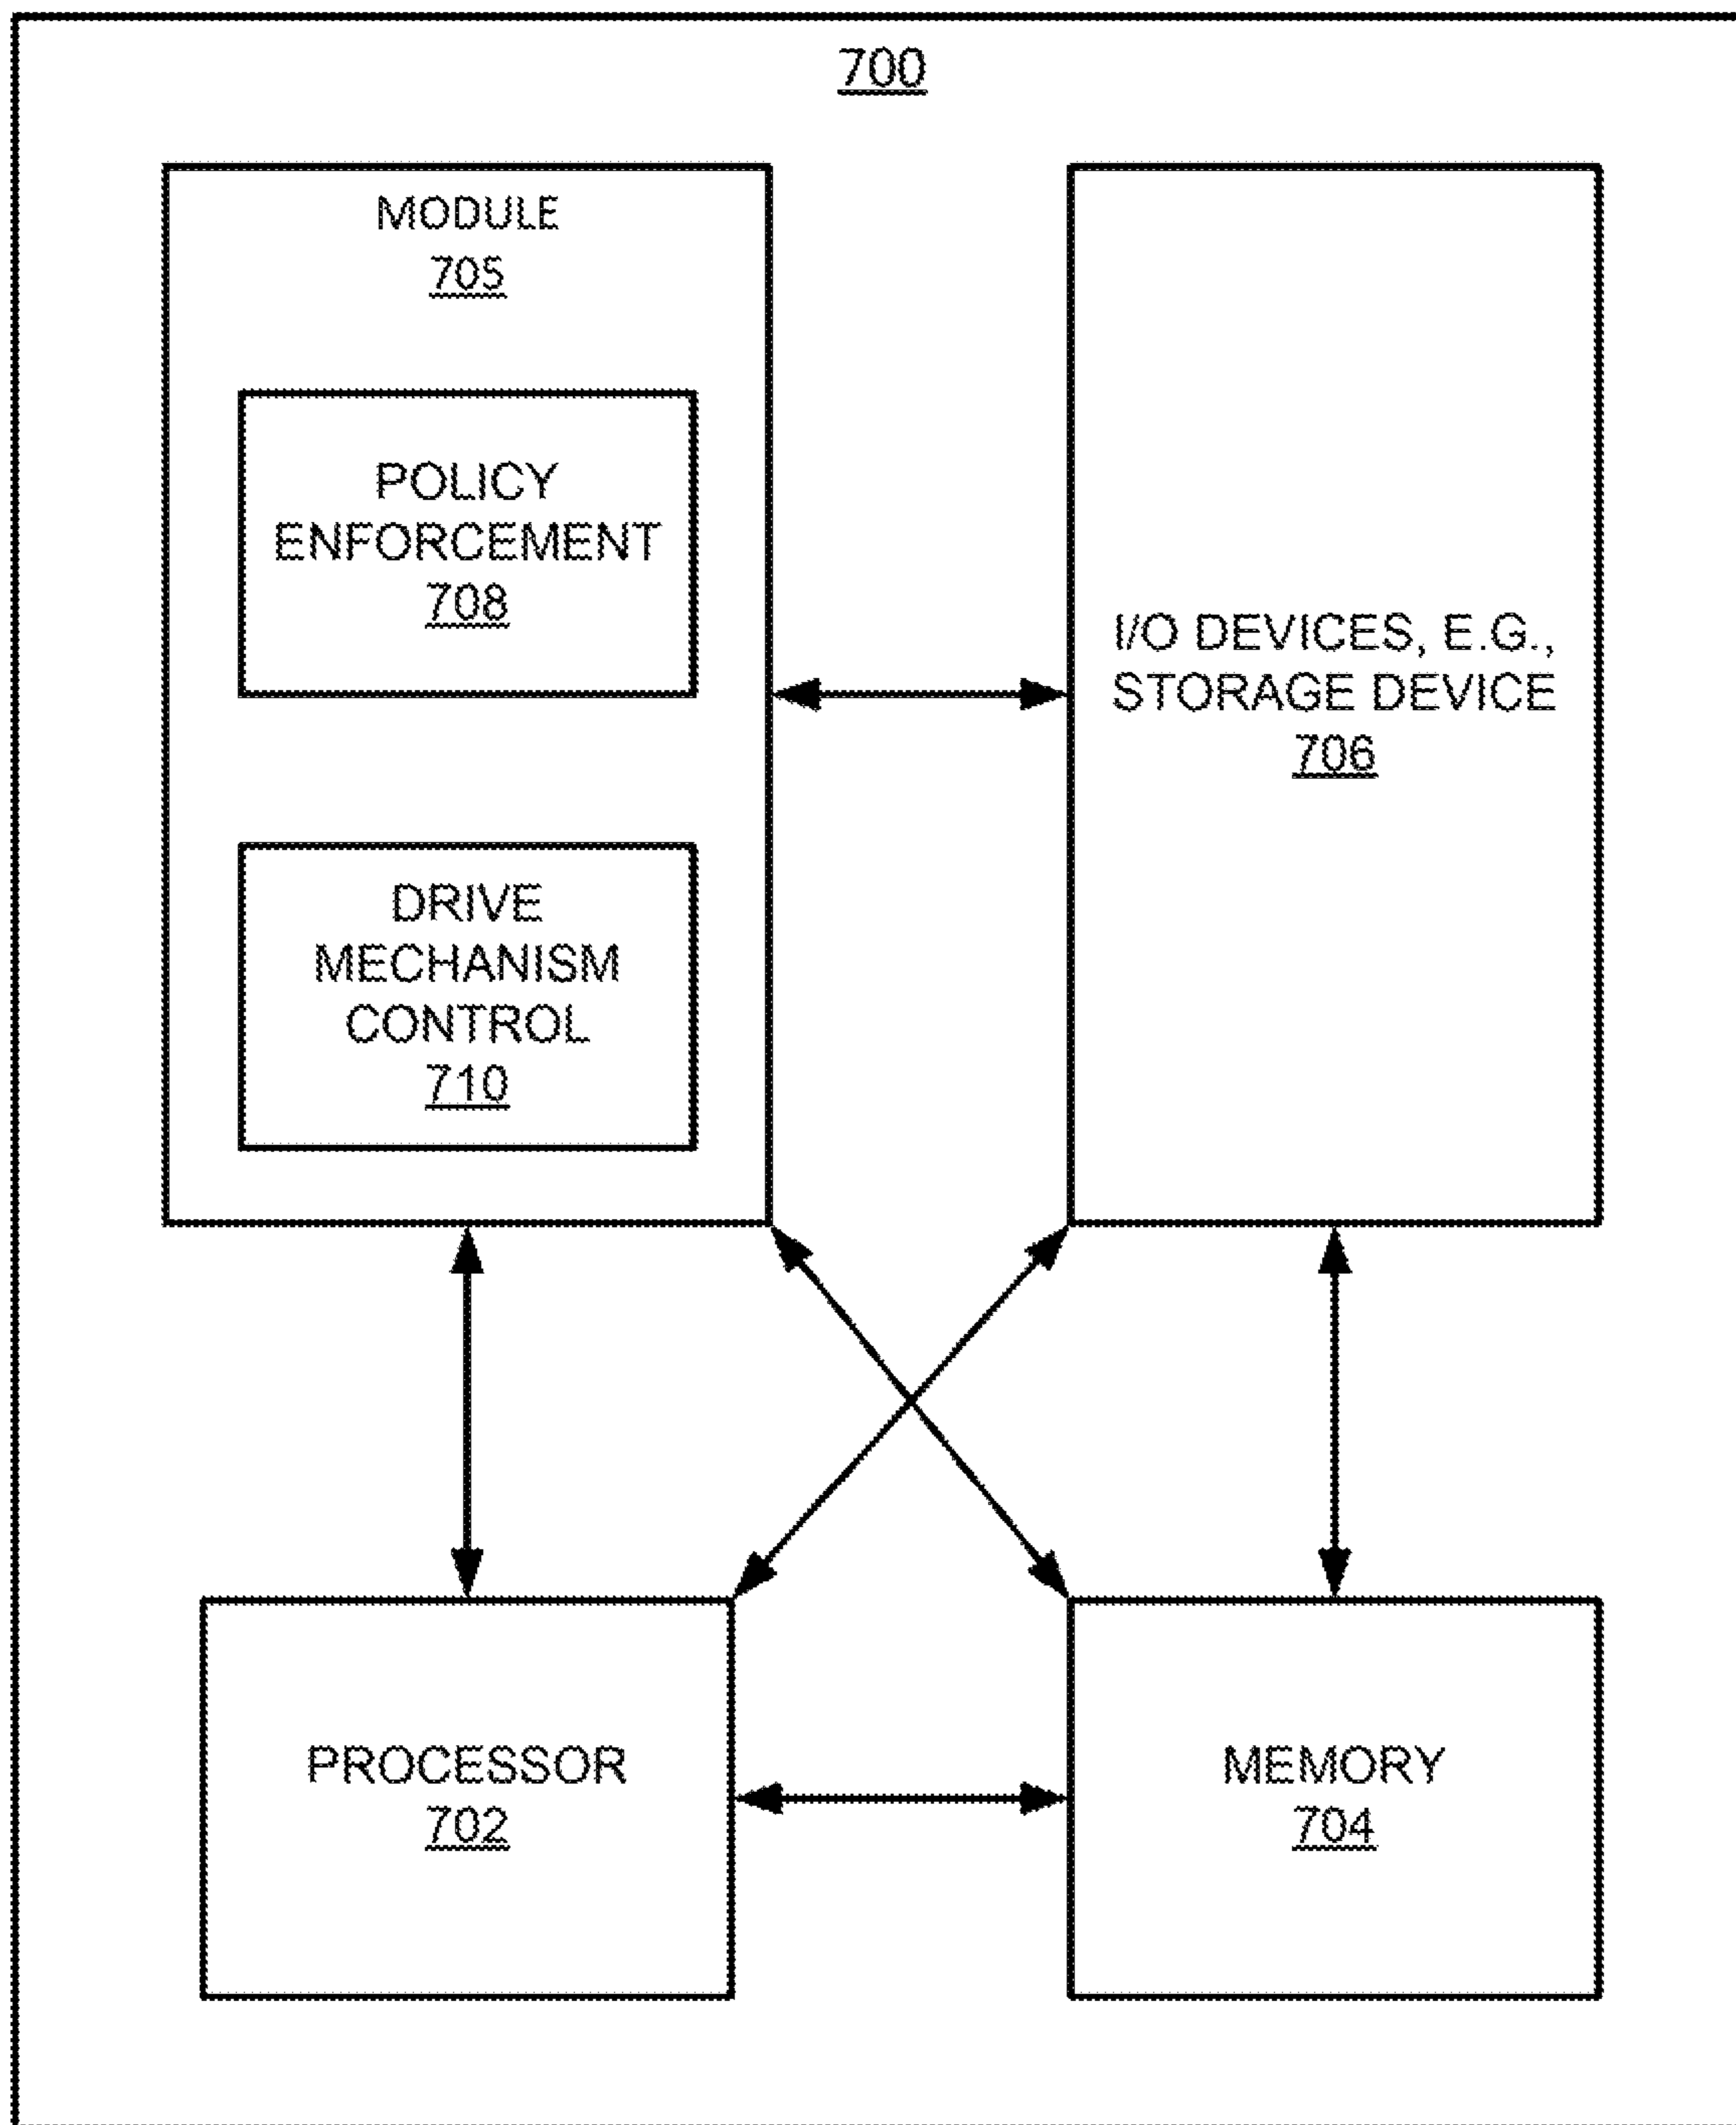 700
MODULE
705
POLICY
ENFORCEMENT
708
DRIVE
MECHANISM
CONTROL
710
I/O DEVICES, E.G.,
STORAGE DEVICE
706
PROCESSOR
702
MEMORY
704